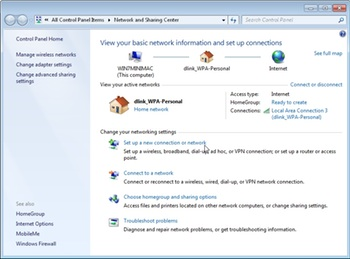 All Control Panel Items
Network and Sharing Center
Search Control Panel
Control Panel Home
Manage wireless networks
Change adapter settings
Change advanced sharing
settings
See also
HomeGroup
Internet Options
MobileMe
Windows Firewall
View your basic network information and set up connections
See full map
WIN7MINIMAC
(This computer)
dlink_WPA-Personal
Internet
View your active networks
Connect or disconnect
dlink_WPA-Personal
Home network
Access type: Internet
HomeGroup: Ready to create
Connections: Local Area Connection 3
(dlink_WPA-Personal)
Change your networking settings
Set up a new connection or network
Set up a wireless, broadband, dial-up, ad hoc, or VPN connection; or set up a router or access
point.
Connect to a network
Connect or reconnect to a wireless, wired, dial-up, or VPN network connection.
Choose homegroup and sharing options
Access files and printers located on other network computers, or change sharing settings.
Troubleshoot problems
Diagnose and repair network problems, or get troubleshooting information.